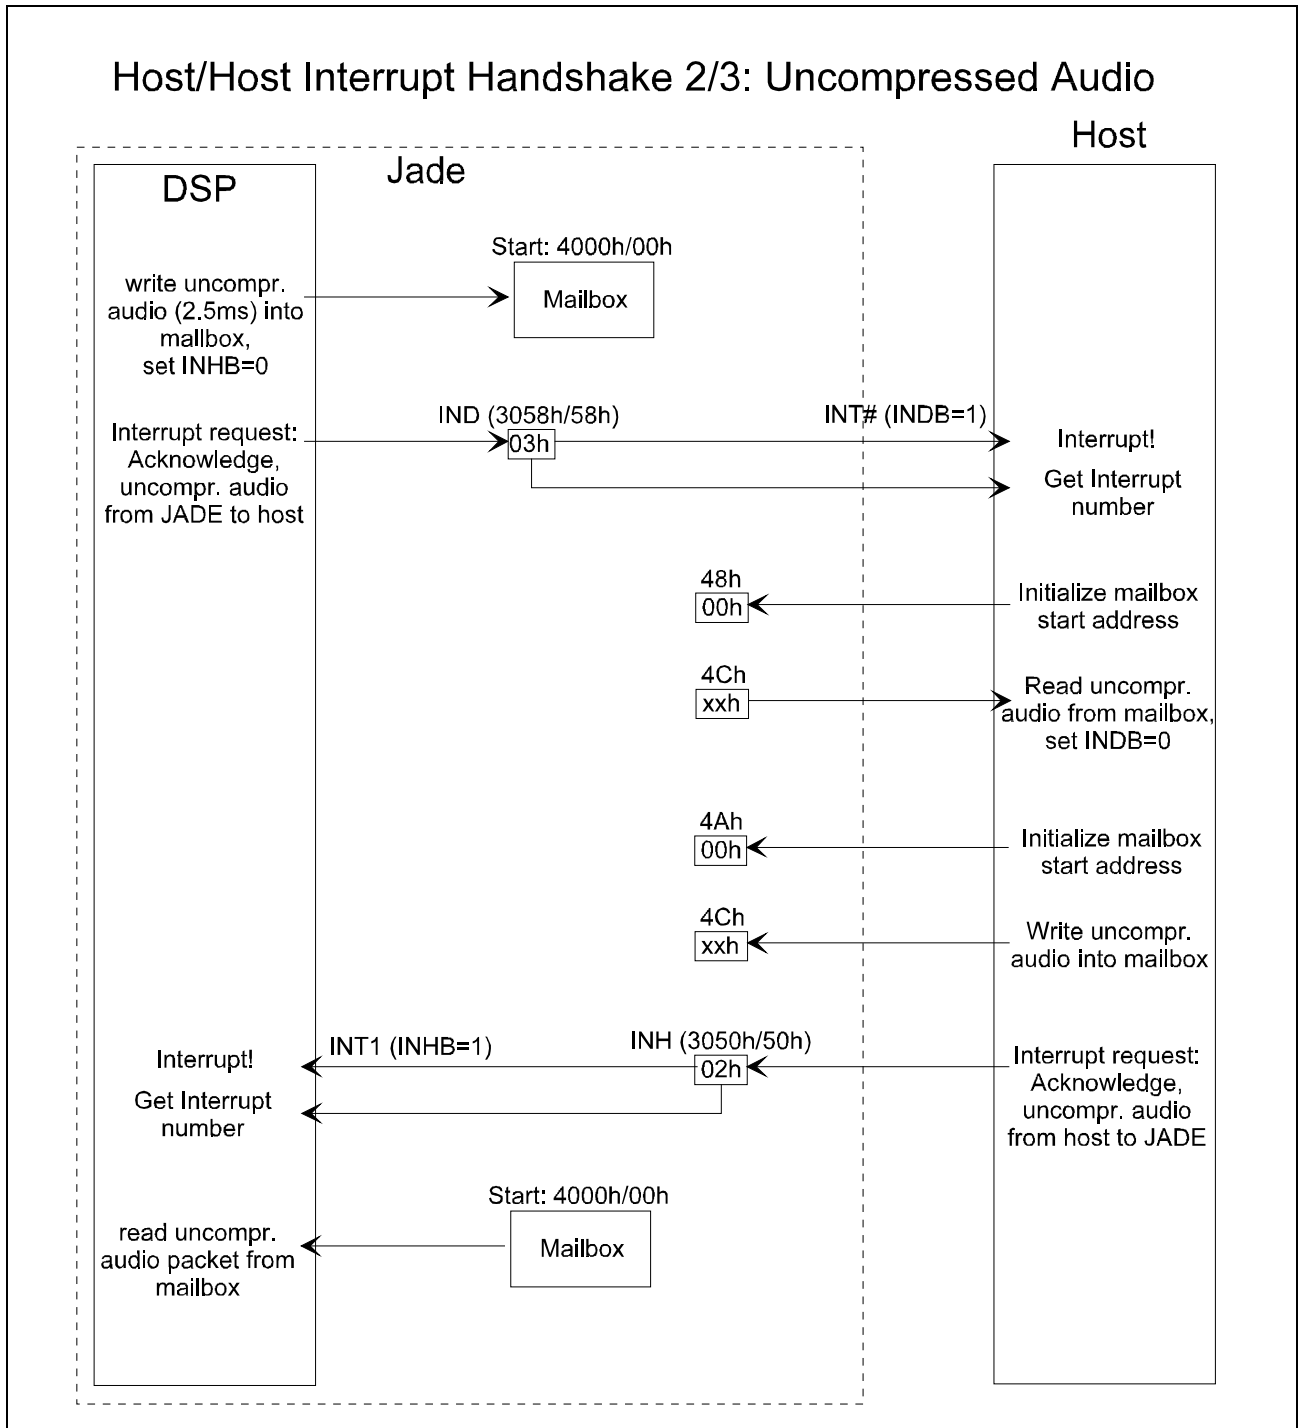 Host/Host Interrupt Handshake 2/3: Uncompressed Audio
Host
Jade
DSP
Start: 4000h/00h
write uncompr.
audio (2.5ms) into
mallbox,
set INHB=0
Mailbox
IND (3058h/58h)
INT# (INDB=1)
Interrupt request:
Acknowledge,
uncompr. audio
from JADE to host
03h
Interrupt!
Get Interrupt
number
48h
00h
Initialize mailbox
start address
4Ch
xxh
Read uncompr.
audio from mailbox,
set INDB=0
4Ah
00h
Initialize mailbox
start address
4Ch
xxh
Write uncompr.
audio into mailbox
INT1 (INHB=1)
INH (3050h/50h)
Interrupt!
02h
Interrupt request:
Acknowledge,
uncompr. audio
from host to JADE
Get Interrupt
number
Start: 4000h/00h
read uncompr.
audio packet from
mailbox
Mailbox